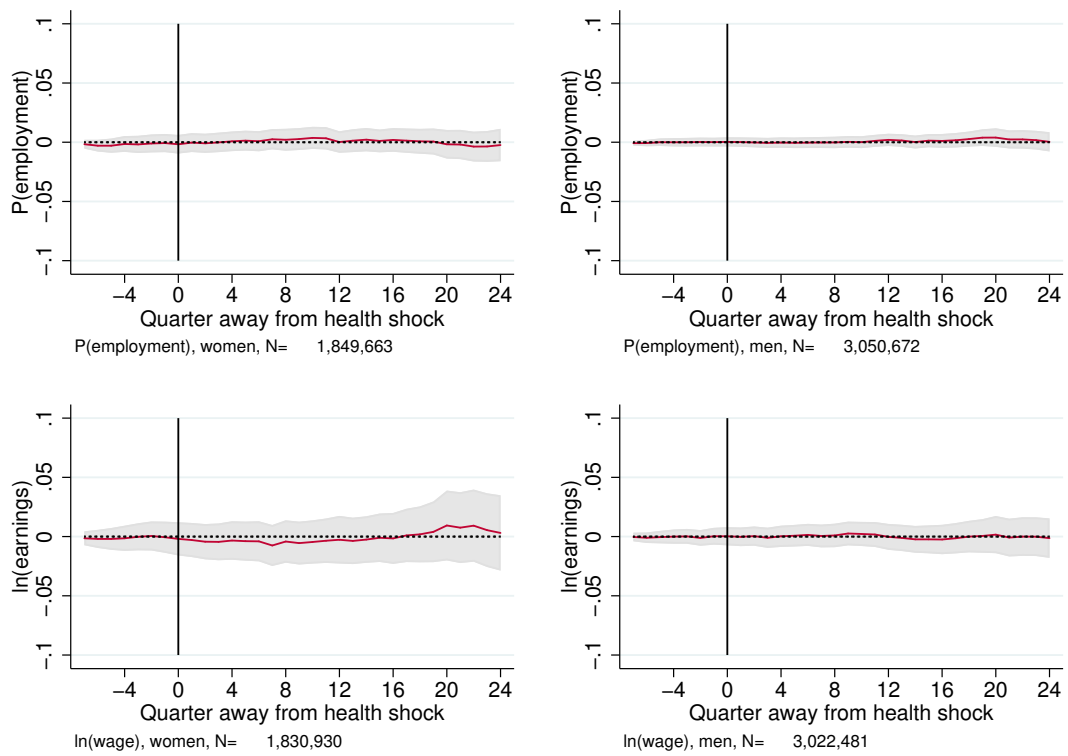 .1
.05
0
-.05
-.1
P(employment)
-4 0 4 8 12 16 20 24
Quarter away from health shock
P(employment), women, N= 1,849,663
.1
.05
0
-.05
-.1
P(employment)
-4 0 4 8 12 16 20 24
Quarter away from health shock
P(employment), men, N= 3,050,672
.1
.05
0
-.05
-.1
ln(earnings)
-4 0 4 8 12 16 20 24
Quarter away from health shock
ln(wage), women, N= 1,830,930
.1
.05
0
-.05
-.1
ln(earnings)
-4 0 4 8 12 16 20 24
Quarter away from health shock
ln(wage), men, N= 3,022,481